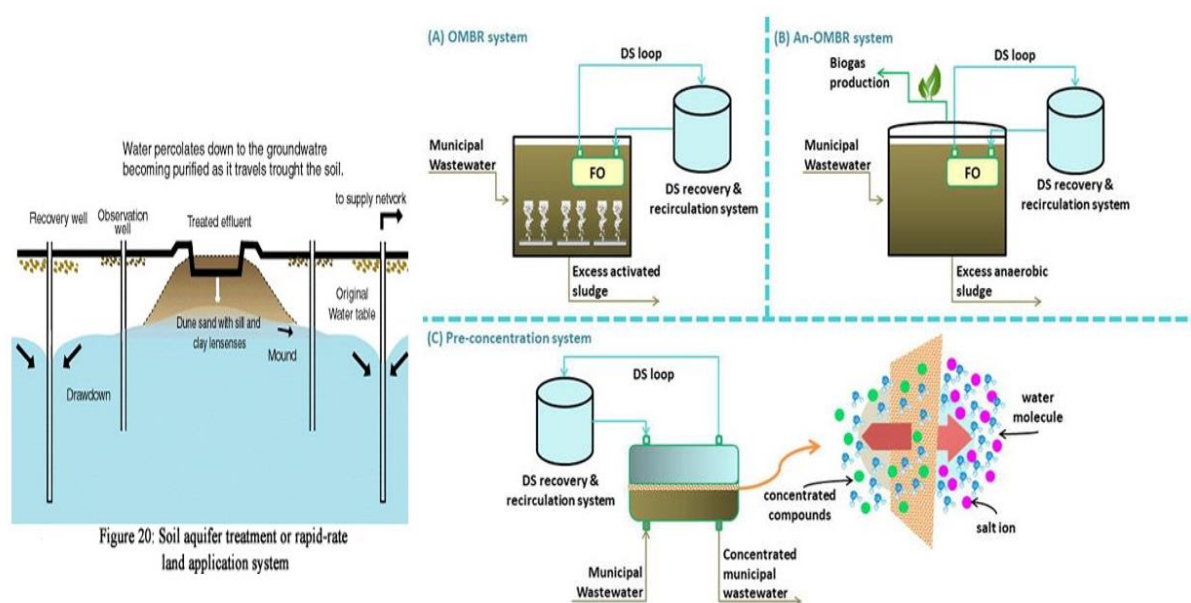 Water percolates down to the groundwatre
becoming purified as it travels trought the soil.
to supply network
Recovery well
Observation
well
Treated effluent
Original
Water table
Dune sand with sill and
clay lensenses
Mound
Drawdown
Figure 20: Soil aquifer treatment or rapid-rate
land application system
(A) OMBR system
DS loop
Municipal
Wastewater
FO
DS recovery &
recirculation system
Excess activated
sludge
(B) An-OMBR system
Biogas
production
DS loop
Municipal
Wastewater
FO
DS recovery &
recirculation system
Excess anaerobic
sludge
(C) Pre-concentration system
DS loop
DS recovery &
recirculation system
Municipal
Wastewater
Concentrated
municipal
wastewater
water
molecule
concentrated
compounds
salt ion